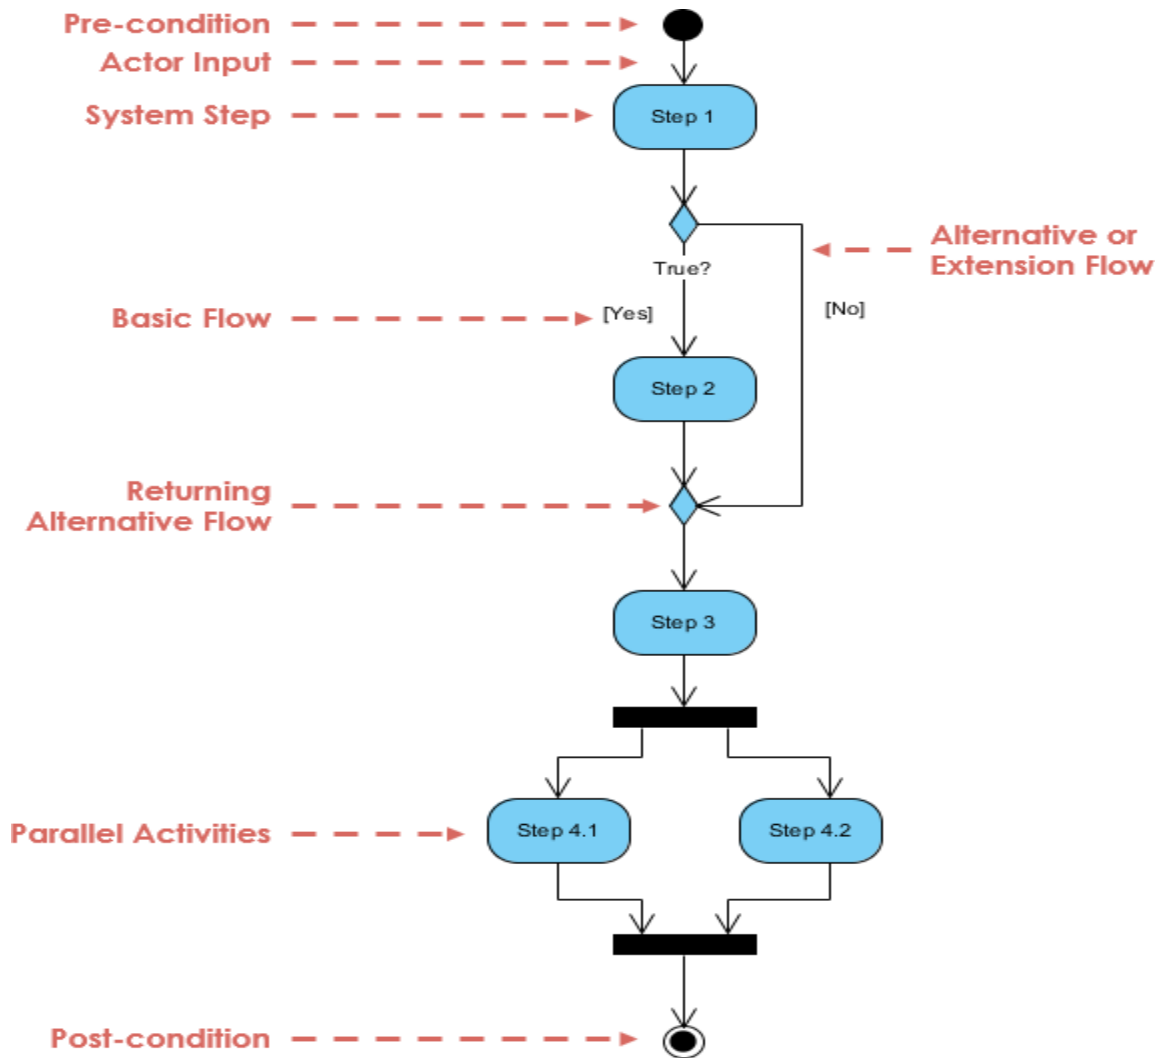 Pre-condition
Actor Input
System Step
Step 1
Alternative or
Extension Flow
True?
Basic Flow
[Yes]
[No]
Step 2
Returning
Alternative Flow
Step 3
Parallel Activities
Step 4.1
Step 4.2
Post-condition